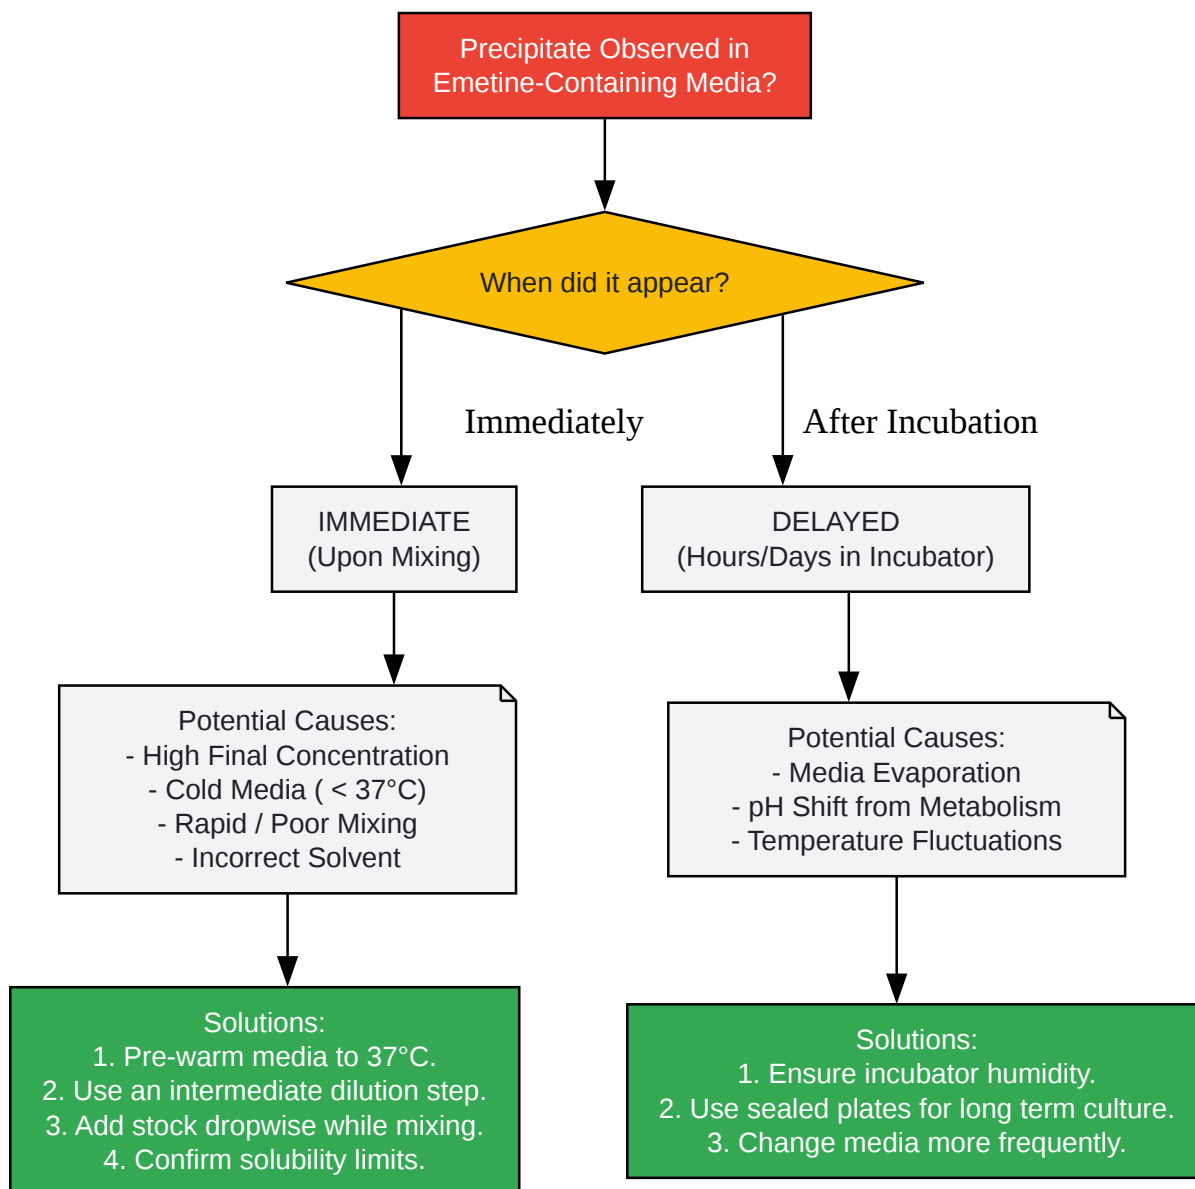 Precipitate Observed in
Emetine-Containing Media?
When did it appear?
Immediately
After Incubation
IMMEDIATE
(Upon Mixing)
DELAYED
(Hours/Days in Incubator)
Potential Causes:
- High Final Concentration
- Cold Media ( < 37°C)
- Rapid / Poor Mixing
- Incorrect Solvent
Potential Causes:
- Media Evaporation
- pH Shift from Metabolism
- Temperature Fluctuations
Solutions:
1. Pre-warm media to 37°C.
2. Use an intermediate dilution step.
3. Add stock dropwise while mixing.
4. Confirm solubility limits.
Solutions:
1. Ensure incubator humidity.
2. Use sealed plates for long term culture.
3. Change media more frequently.